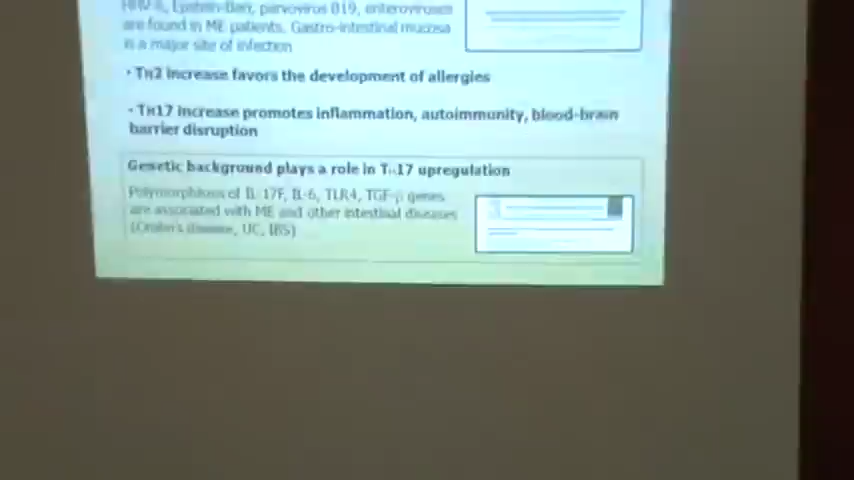 HHV-6, Epstein-Barr, parvovirus B19, enteroviruses
are found in ME patients. Gastro-intestinal mucosa
is a major site of infection
• TH2 increase favors the development of allergies
• TH17 increase promotes inflammation, autoimmunity, blood-brain
barrier disruption
Genetic background plays a role in TH17 upregulation
Polymorphisms of IL-17F, IL-6, TLR4, TGF-β genes
are associated with ME and other intestinal diseases
(Crohn's disease, UC, IBS)